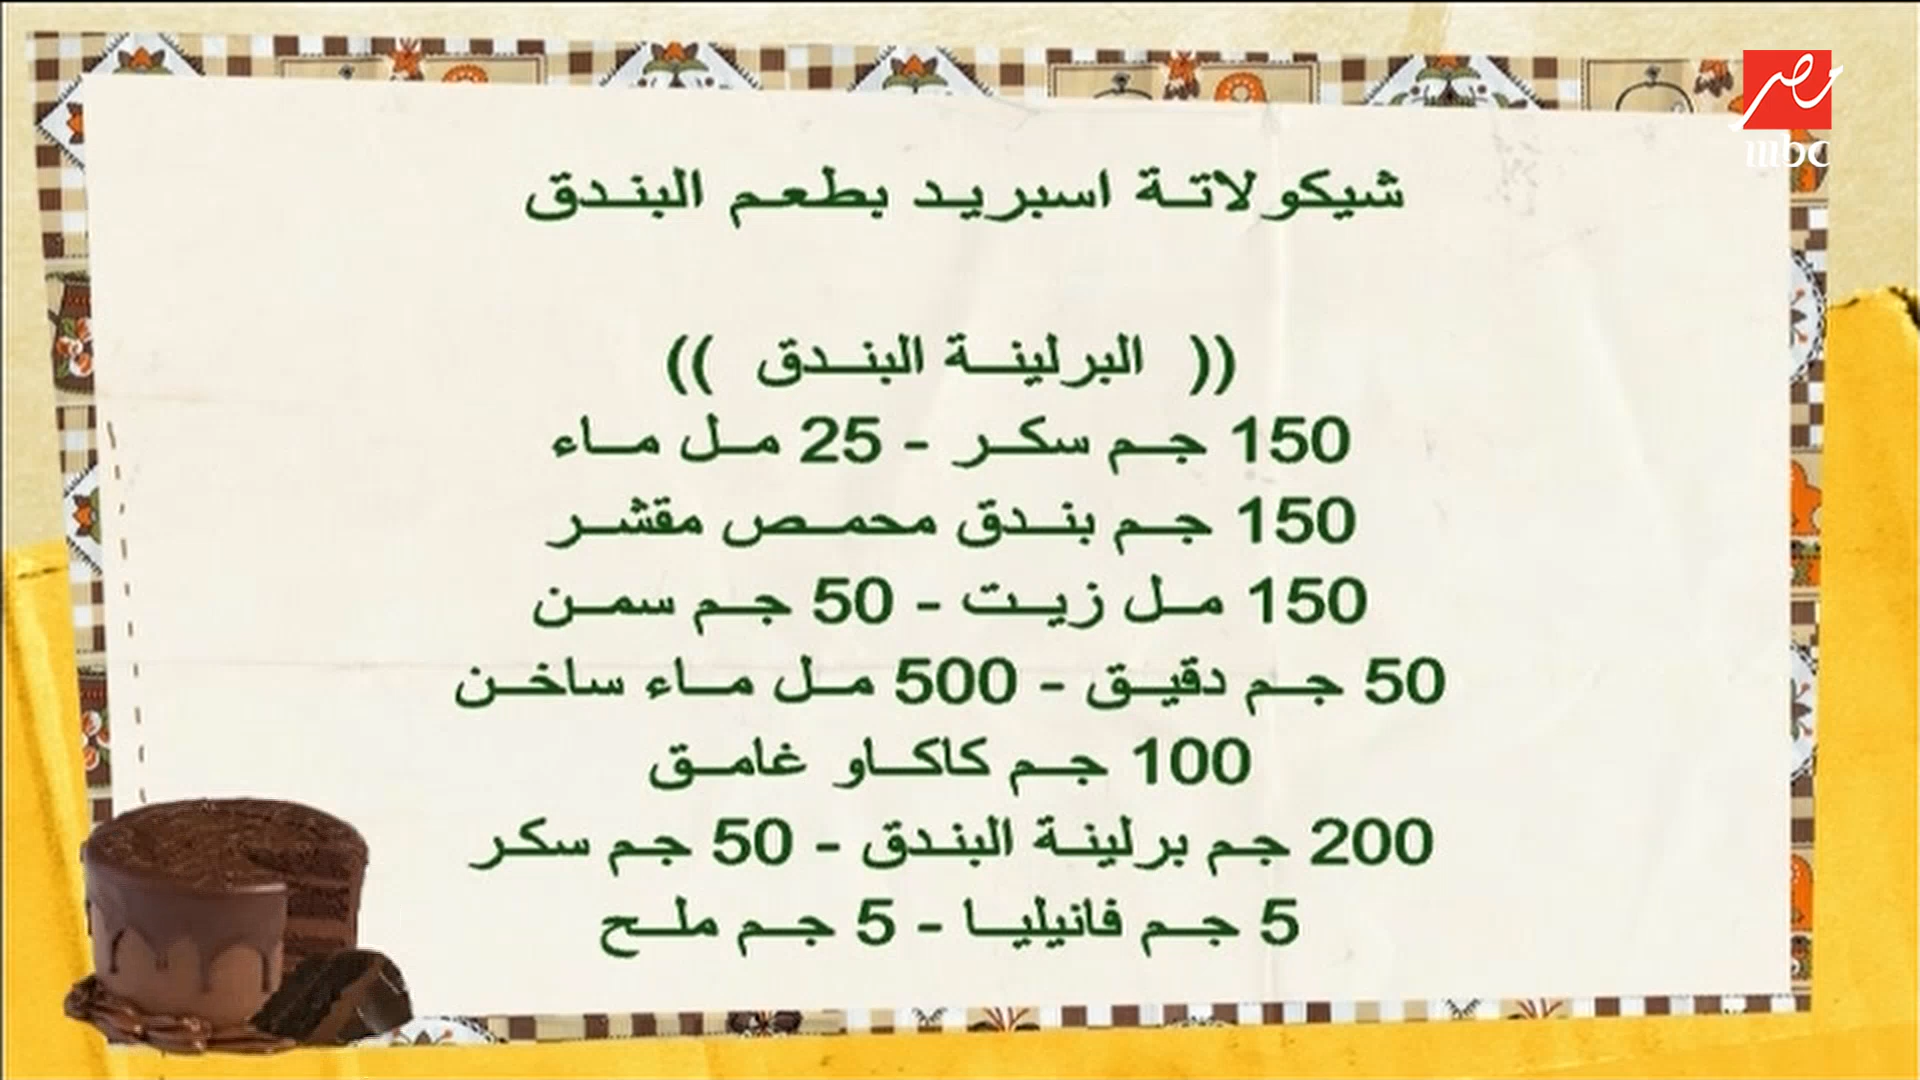 مصر
mbc
شيكولاتة اسبريد بطعم البندق
(( البرلينة البندق ))
150 جم سكر - 25 مل ماء
150 جم بندق محمص مقشر
150 مل زيت - 50 جم سمن
50 جم دقيق - 500 مل ماء ساخن
100 جم كاكاو غامق
200 جم برلينة البندق - 50 جم سكر
5 جم فانيليا - 5 جم ملح